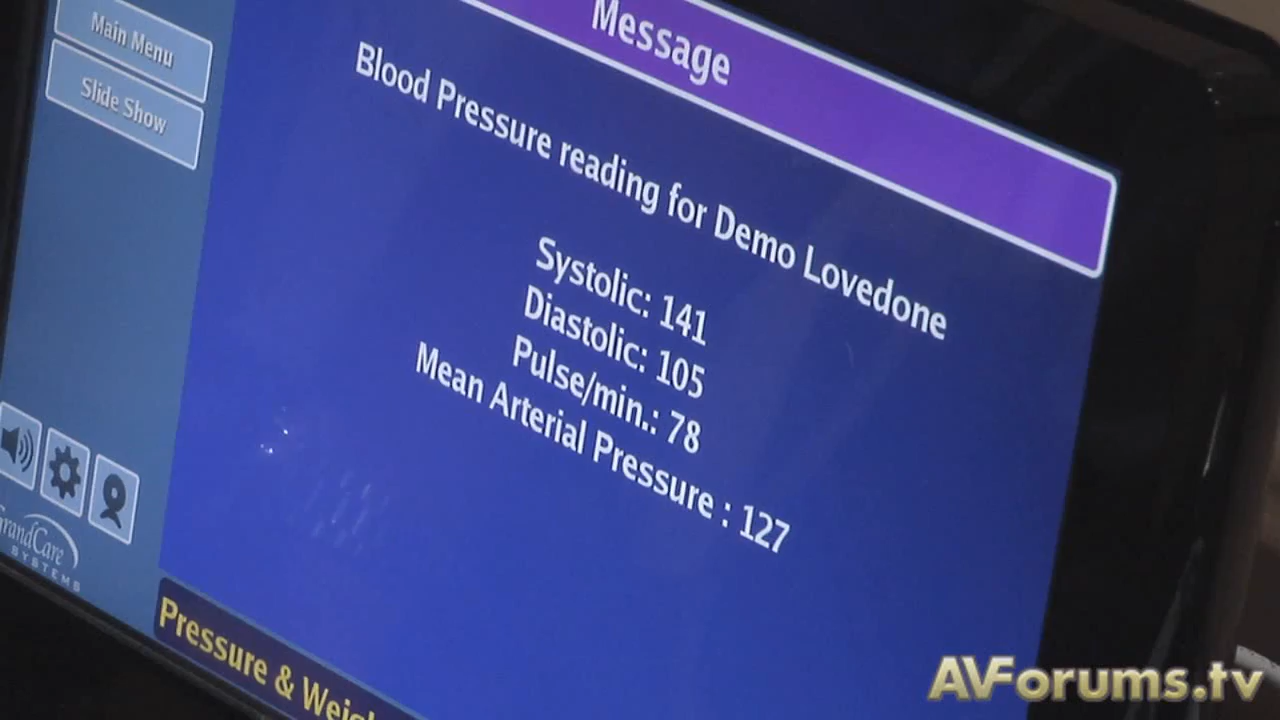 Message
Main Menu
Slide Show
Blood Pressure reading for Demo Lovedone
Systolic: 141
Diastolic: 105
Pulse/min.: 78
Mean Arterial Pressure : 127
GrandCare
SYSTEMS
Pressure & Weigh
AVForums.tv